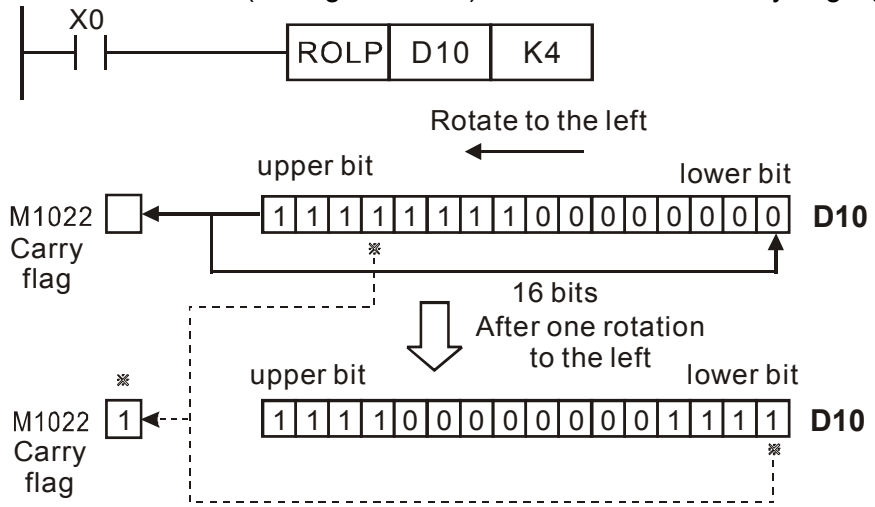 X0
ROLP D10 K4
Rotate to the left
upper bit lower bit
M1022 1 1 1 1 1 1 1 1 0 0 0 0 0 0 0 0 D10
Carry
flag
※
16 bits
After one rotation
to the left
※
upper bit lower bit
M1022 1 1 1 1 1 0 0 0 0 0 0 0 0 1 1 1 1 D10
Carry
flag
※